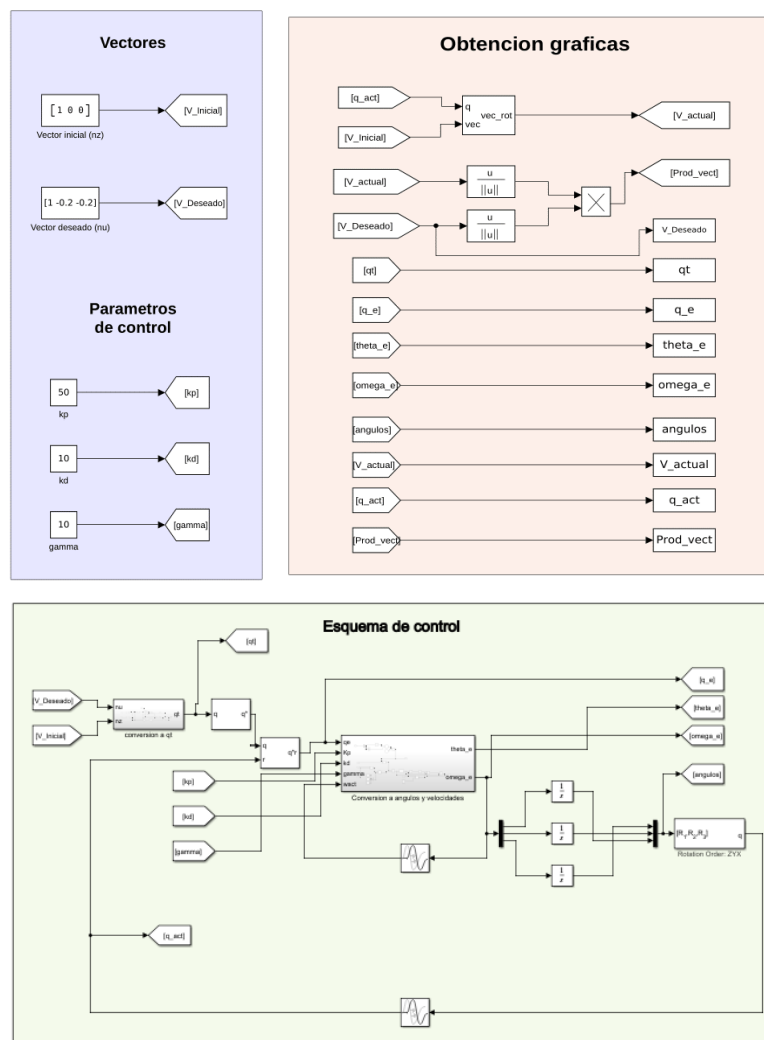 Vectores
[1 0 0]
[V_Inicial]
Vector inicial (nz)
[1 -0.2 -0.2]
[V_Deseado]
Vector deseado (nu)
Parametros
de control
50
[kp]
kp
10
[kd]
kd
10
[gamma]
gamma
Obtencion graficas
[q_act]
q
vec_rot
[V_actual]
[V_Inicial]
vec
[V_actual]
u
||u||
[Prod_vect]
[V_Deseado]
u
||u||
V_Deseado
[qt]
qt
[q_e]
q_e
[theta_e]
theta_e
[omega_e]
omega_e
[angulos]
angulos
[V_actual]
V_actual
[q_act]
q_act
[Prod_vect]
Prod_vect
Esquema de control
[qt]
[q_e]
[V_Deseado]
nu
qt
q
q*
[theta_e]
[V_Inicial]
nz
conversion a qt
[omega_e]
q
q*r
r
qe
Kp
kd
gamma
wact
theta_e
omega_e
Conversion a angulos y velocidades
[kp]
[angulos]
[kd]
[gamma]
1
s
1
s
1
s
[R1,R2,R3]
q
Rotation Order: ZYX
[q_act]